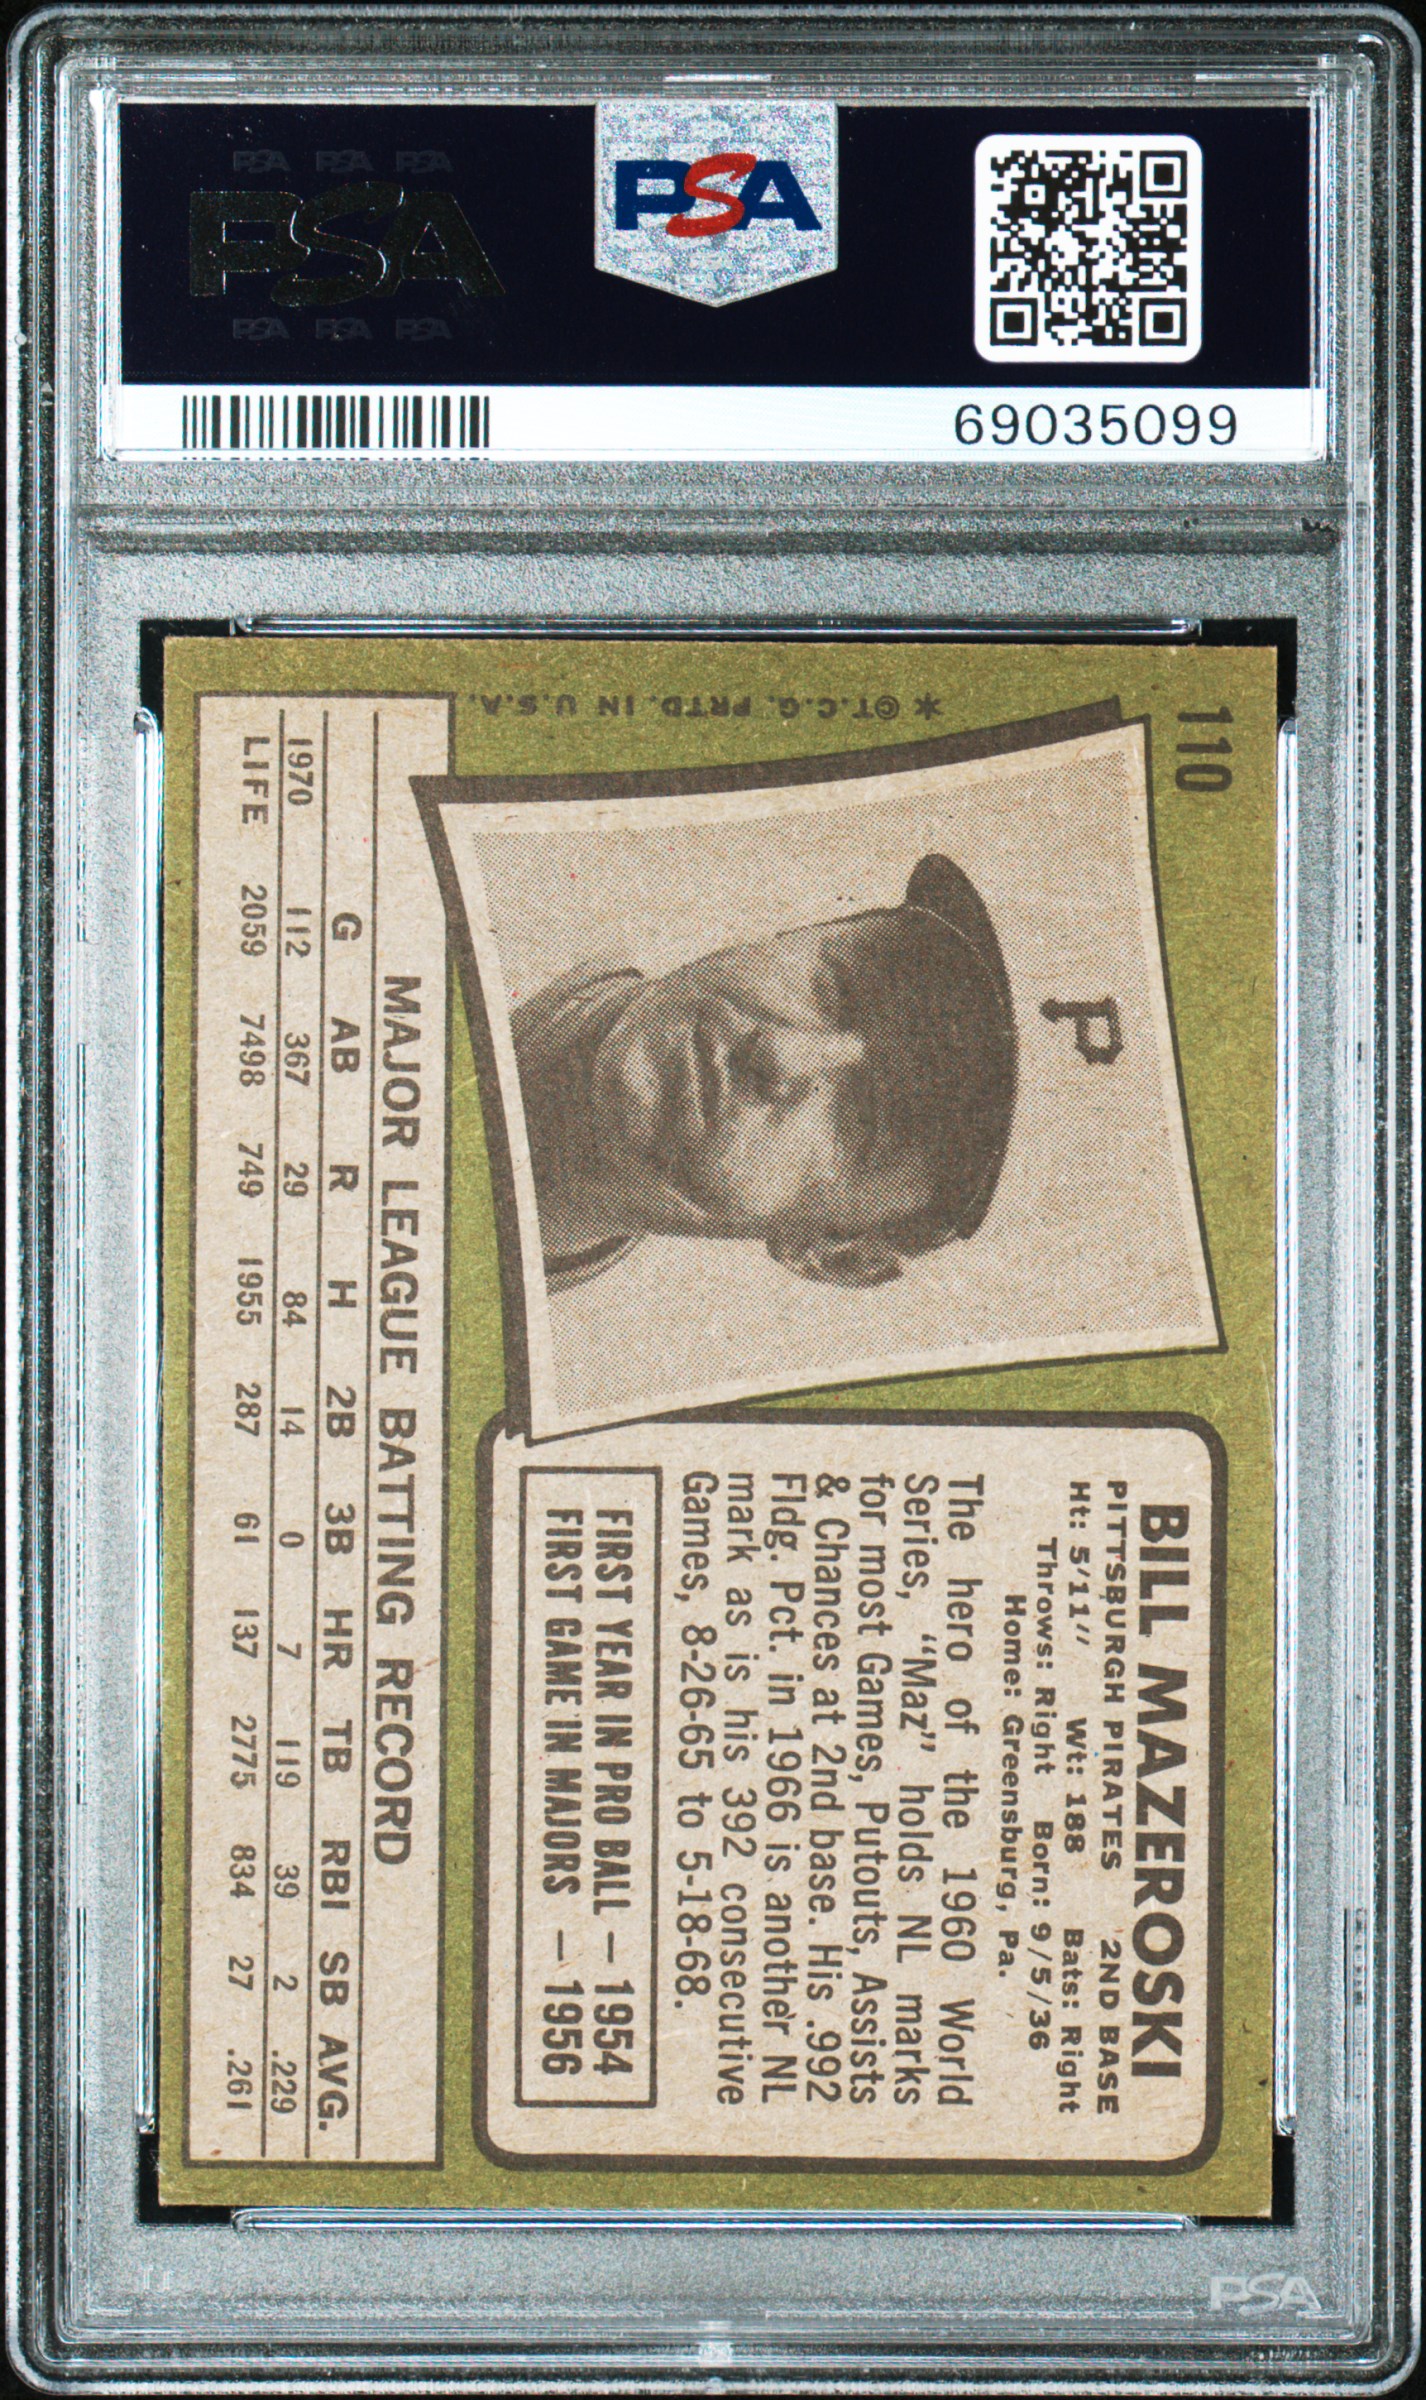 PSA PSA PSA
PSA
PSA PSA PSA
PSA
69035099
110
*©T.C.G. PRTD. IN U.S.A.
P
BILL MAZEROSKI
PITTSBURGH PIRATES 2ND BASE
Ht: 5'11" Wt: 188 Bats: Right
Throws: Right Born: 9/5/36
Home: Greensburg, Pa.
The hero of the 1960 World
Series, "Maz" holds NL marks
for most Games, Putouts, Assists
& Chances at 2nd base. His .992
Fldg. Pct. in 1966 is another NL
mark as is his 392 consecutive
Games, 8-26-65 to 5-18-68.
FIRST YEAR IN PRO BALL — 1954
FIRST GAME IN MAJORS — 1956
MAJOR LEAGUE BATTING RECORD
G AB R H 2B 3B HR TB RBI SB AVG.
1970 112 367 29 84 14 0 7 119 39 2 .229
LIFE 2059 7498 749 1955 287 61 137 2775 834 27 .261
PSA